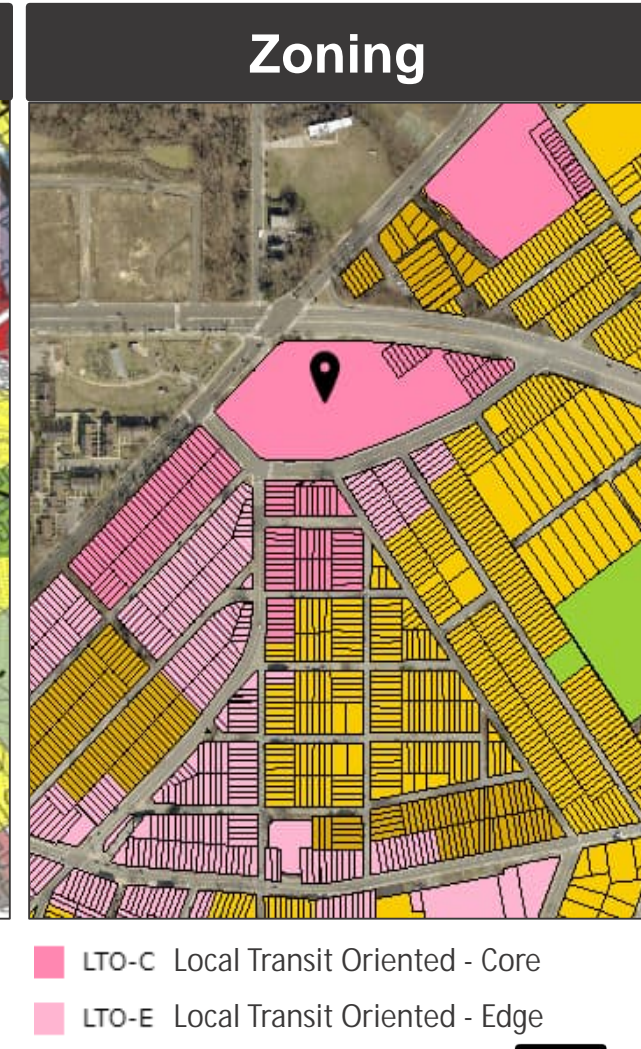 Zoning
LTO-C Local Transit Oriented - Core
LTO-E Local Transit Oriented - Edge